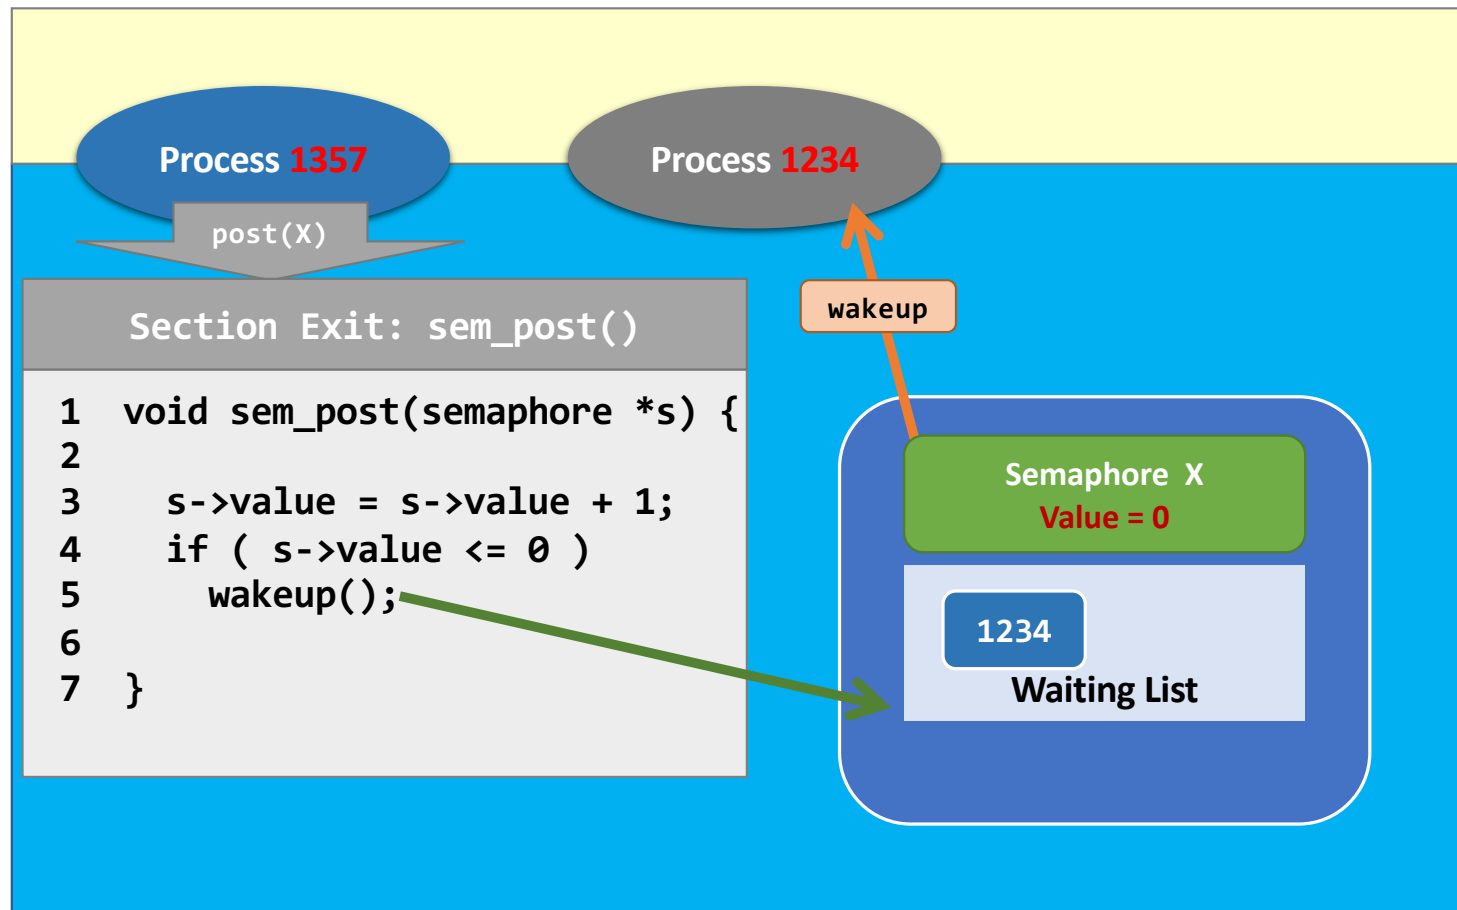 Process 1357
Process 1234
post(X)
wakeup
Section Exit: sem_post()
1 void sem_post(semaphore *s) {
2
3 s->value = s->value + 1;
4 if ( s->value <= 0 )
5 wakeup();
6
7 }
Semaphore X
Value = 0
1234
Waiting List